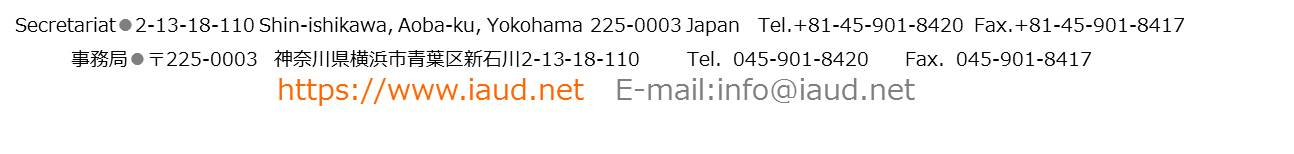 Secretariat●2-13-18-110 Shin-ishikawa, Aoba-ku, Yokohama 225-0003 Japan Tel.+81-45-901-8420 Fax.+81-45-901-8417
事務局●〒225-0003 神奈川県横浜市青葉区新石川2-13-18-110 Tel. 045-901-8420 Fax. 045-901-8417
https://www.iaud.net E-mail:info@iaud.net